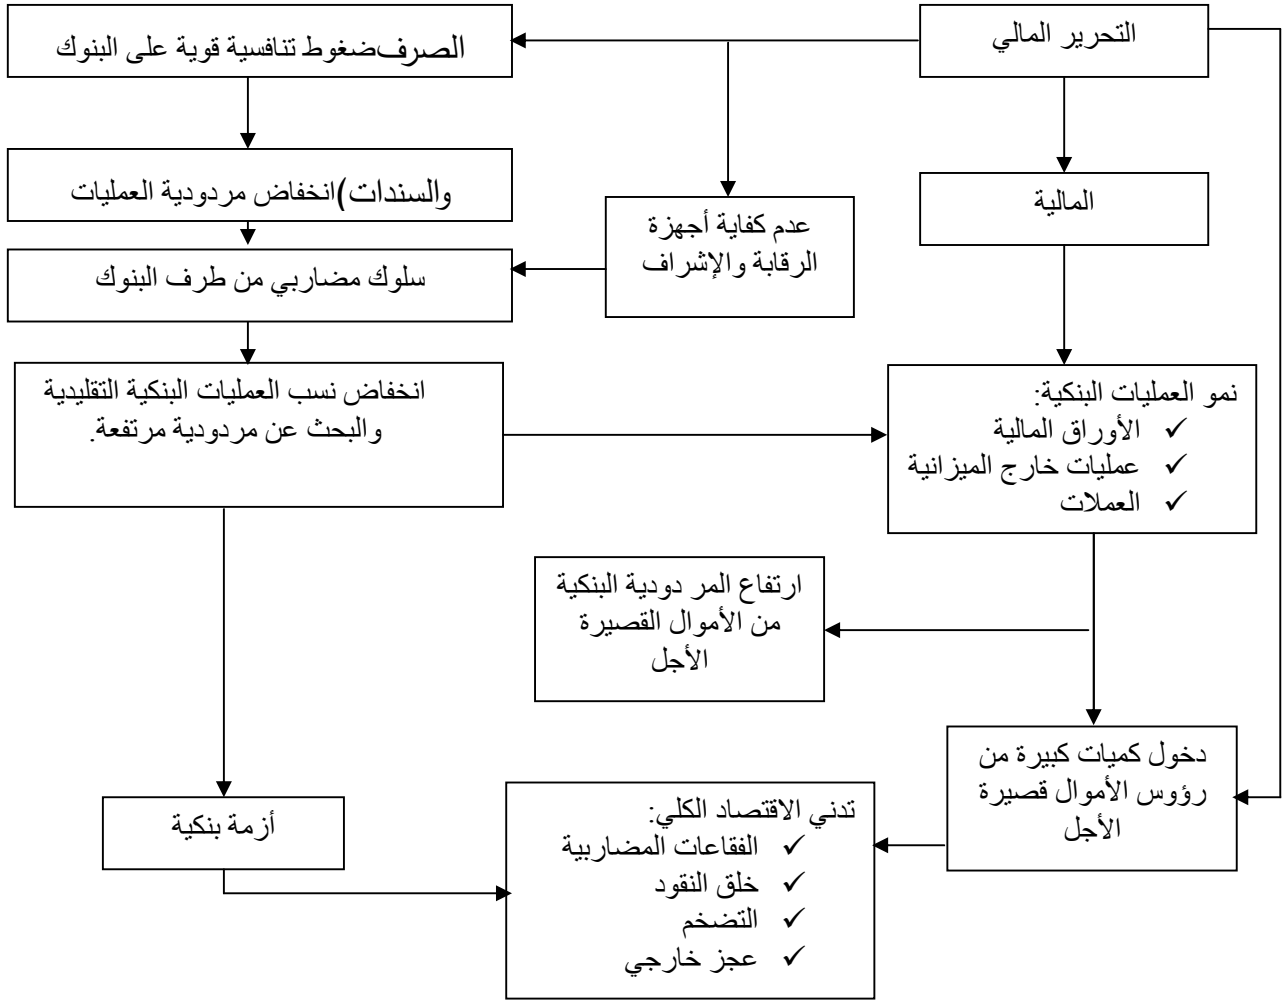 التحرير المالي
الصرفضغوط تنافسية قوية على البنوك
والسندات)انخفاض مردودية العمليات
المالية
عدم كفاية أجهزة
الرقابة والإشراف
سلوك مضاربي من طرف البنوك
نمو العمليات البنكية:
✓ الأوراق المالية
✓ عمليات خارج الميزانية
✓ العملات
انخفاض نسب العمليات البنكية التقليدية
والبحث عن مردودية مرتفعة.
ارتفاع المر دودية البنكية
من الأموال القصيرة
الأجل
دخول كميات كبيرة من
رؤوس الأموال قصيرة
الأجل
تدني الاقتصاد الكلي:
✓ الفقاعات المضاربية
✓ خلق النقود
✓ التضخم
✓ عجز خارجي
أزمة بنكية